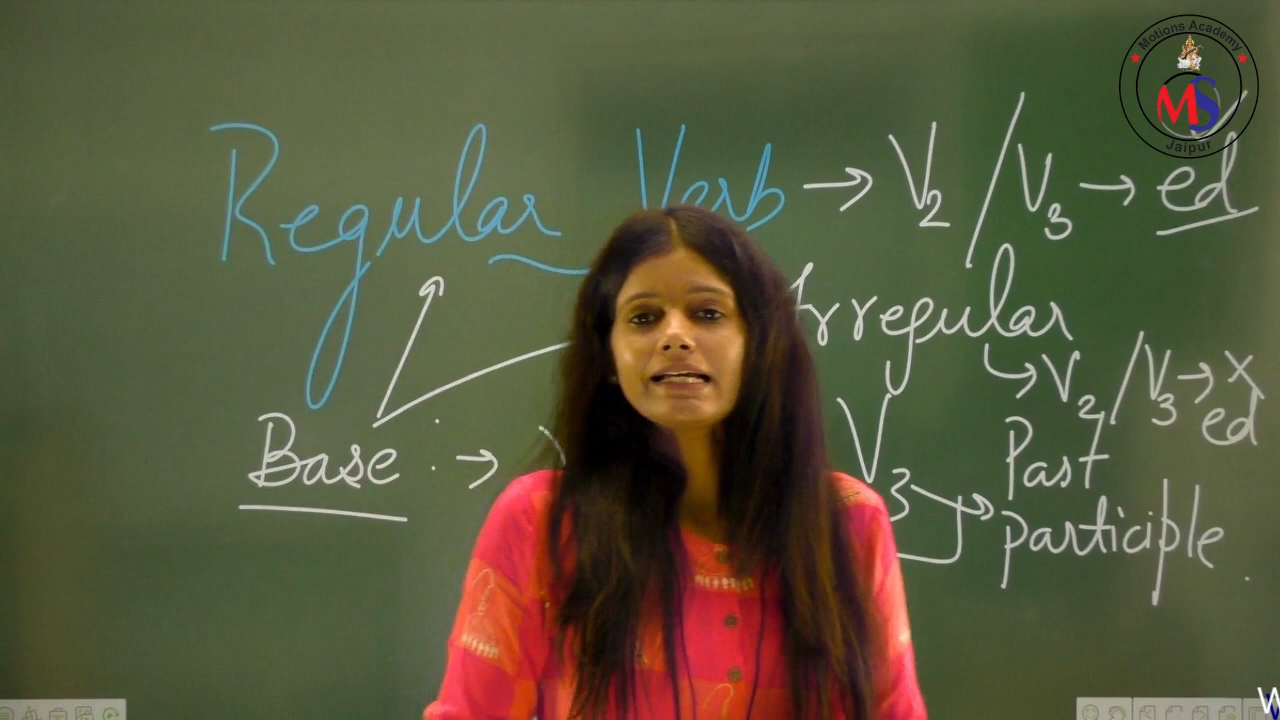 Motions Academy
MS
Jaipur
Regular Verb → V2 / V3 → ed
Irregular
→ V2 / V3 → x ed
Base : →
V3 → Past participle.